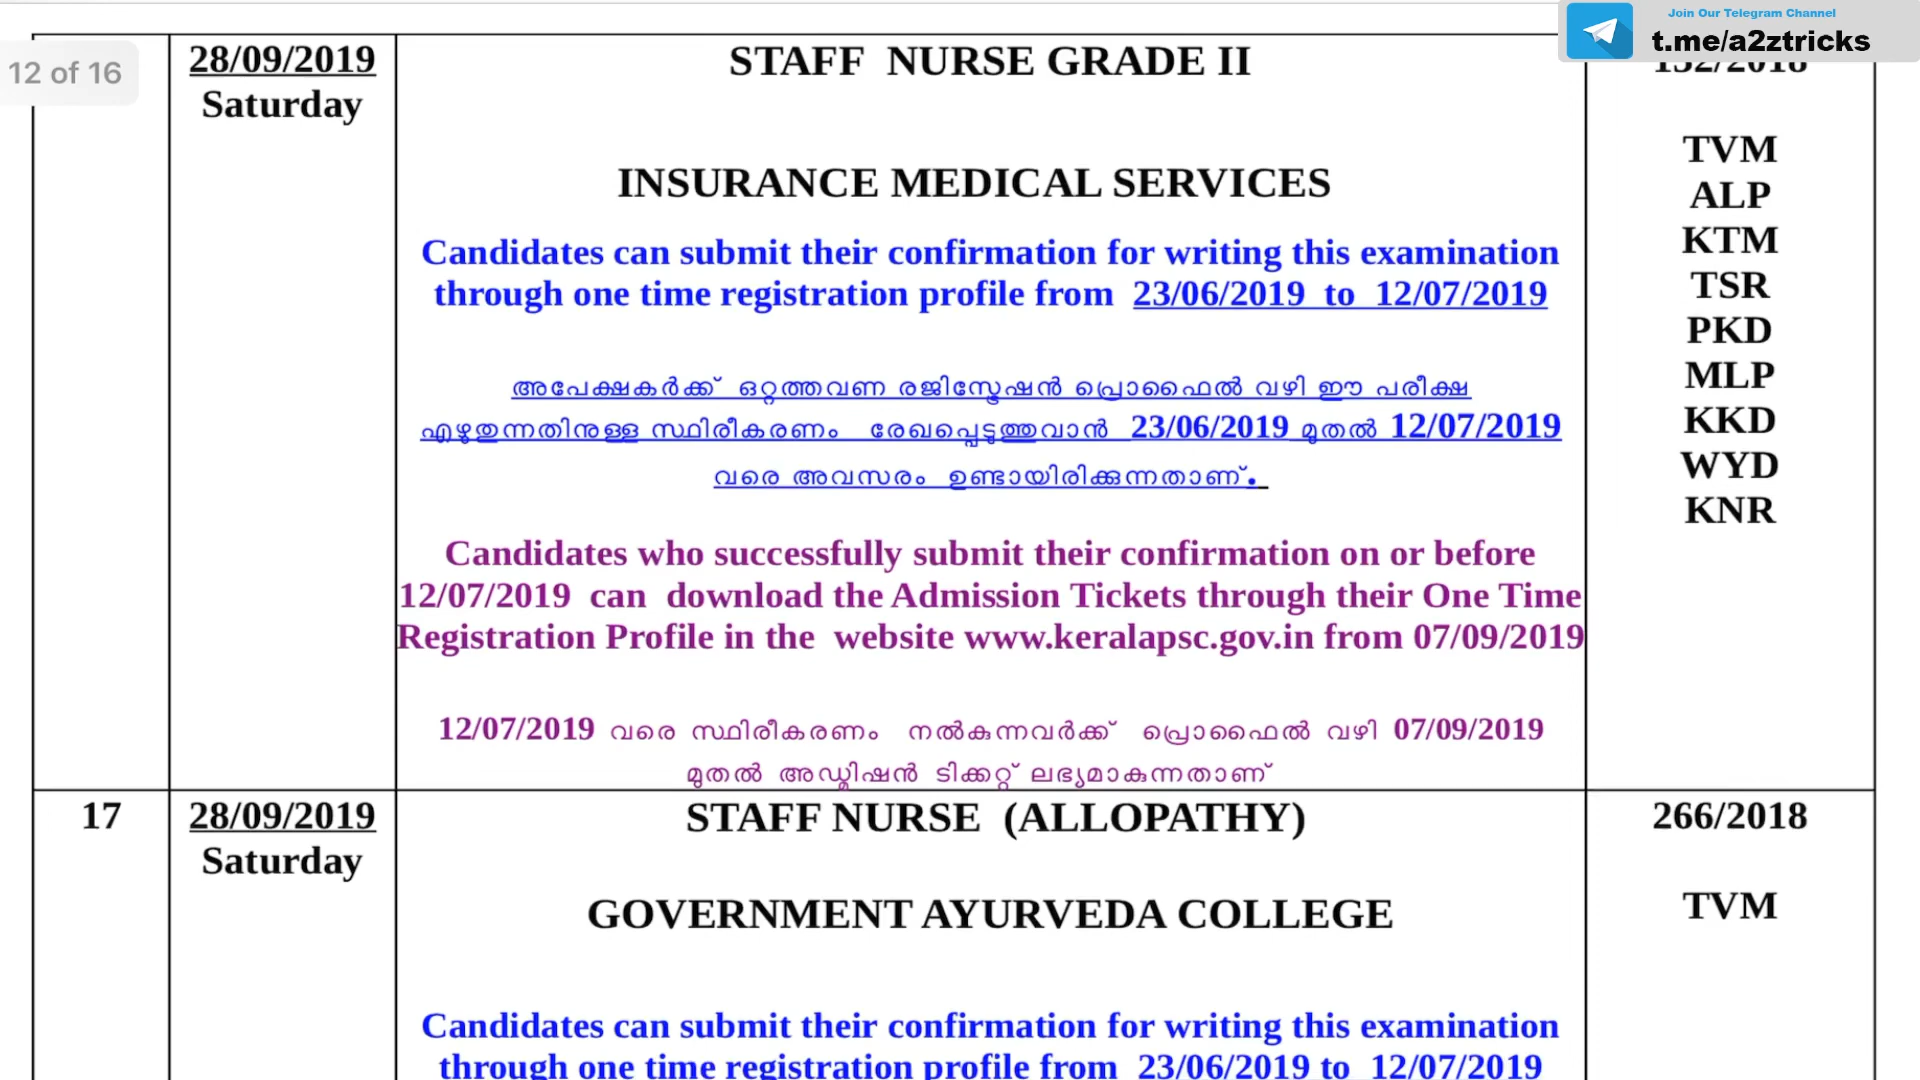 Join Our Telegram Channel
t.me/a2ztricks
12 of 16
28/09/2019
Saturday
STAFF NURSE GRADE II
INSURANCE MEDICAL SERVICES
Candidates can submit their confirmation for writing this examination
through one time registration profile from 23/06/2019 to 12/07/2019
അപേക്ഷകർക്ക് ഒറ്റത്തവണ രജിസ്ട്രേഷൻ പ്രൊഫൈൽ വഴി ഈ പരീക്ഷ
എഴുതുന്നതിനുള്ള സ്ഥിരീകരണം രേഖപ്പെടുത്തുവാൻ 23/06/2019 മുതൽ 12/07/2019
വരെ അവസരം ഉണ്ടായിരിക്കുന്നതാണ്.
Candidates who successfully submit their confirmation on or before
12/07/2019 can download the Admission Tickets through their One Time
Registration Profile in the website www.keralapsc.gov.in from 07/09/2019
12/07/2019 വരെ സ്ഥിരീകരണം നൽകുന്നവർക്ക് പ്രൊഫൈൽ വഴി 07/09/2019
മുതൽ അഡ്മിഷൻ ടിക്കറ്റ് ലഭ്യമാകുന്നതാണ്
TVM
ALP
KTM
TSR
PKD
MLP
KKD
WYD
KNR
17
28/09/2019
Saturday
STAFF NURSE (ALLOPATHY)
GOVERNMENT AYURVEDA COLLEGE
Candidates can submit their confirmation for writing this examination
through one time registration profile from 23/06/2019 to 12/07/2019
266/2018
TVM